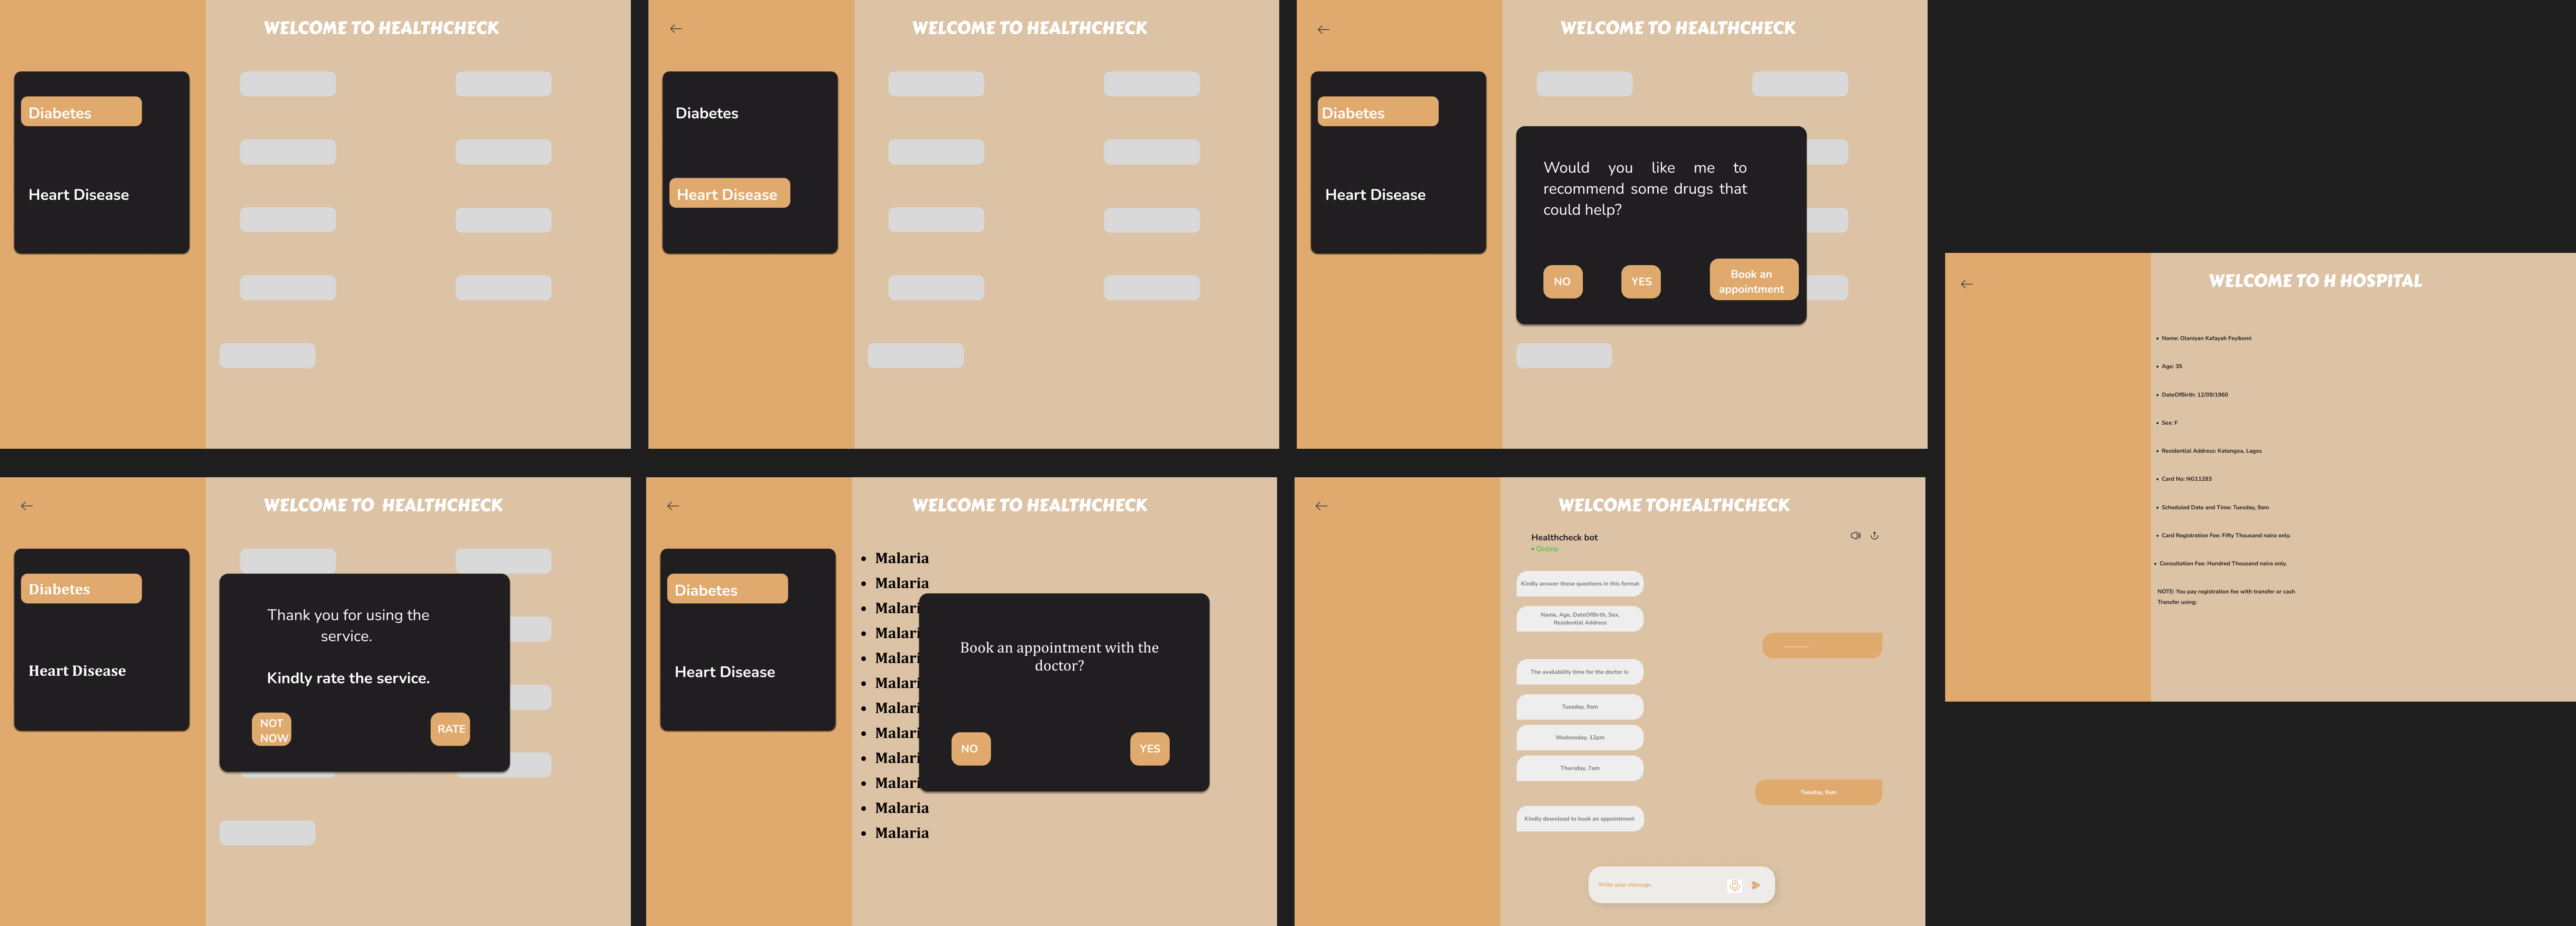 WELCOME TO HEALTHCHECK
Diabetes
Heart Disease
WELCOME TO HEALTHCHECK
Diabetes
Heart Disease
WELCOME TO HEALTHCHECK
Diabetes
Heart Disease
Would you like me to
recommend some drugs that
could help?
NO
YES
Book an
appointment
WELCOME TO H HOSPITAL
• Name: Olaniyan Kafayah Feyikemi
• Age: 35
• DateOfBirth: 12/09/1960
• Sex: F
• Residential Address: Katangoa, Lagos
• Card No: NG11283
• Scheduled Date and Time: Tuesday, 9am
• Card Registration Fee: Fifty Thousand naira only.
• Consultation Fee: Hundred Thousand naira only.
NOTE: You pay registration fee with transfer or cash
Transfer using:
WELCOME TO HEALTHCHECK
Diabetes
Heart Disease
Thank you for using the
service.
Kindly rate the service.
NOT
NOW
RATE
WELCOME TO HEALTHCHECK
Diabetes
Heart Disease
• Malaria
• Malaria
• Malari
• Malari
• Malari
• Malari
• Malari
• Malari
• Malari
• Malari
• Malaria
• Malaria
Book an appointment with the
doctor?
NO
YES
WELCOME TOHEALTHCHECK
Healthcheck bot
• Online
Kindly answer these questions in this format
Name, Age, DateOfBirth, Sex,
Residential Address
The availability time for the doctor is
Tuesday, 9am
Wednesday, 12pm
Thursday, 7am
Tuesday, 9am
Kindly download to book an appointment
Write your message